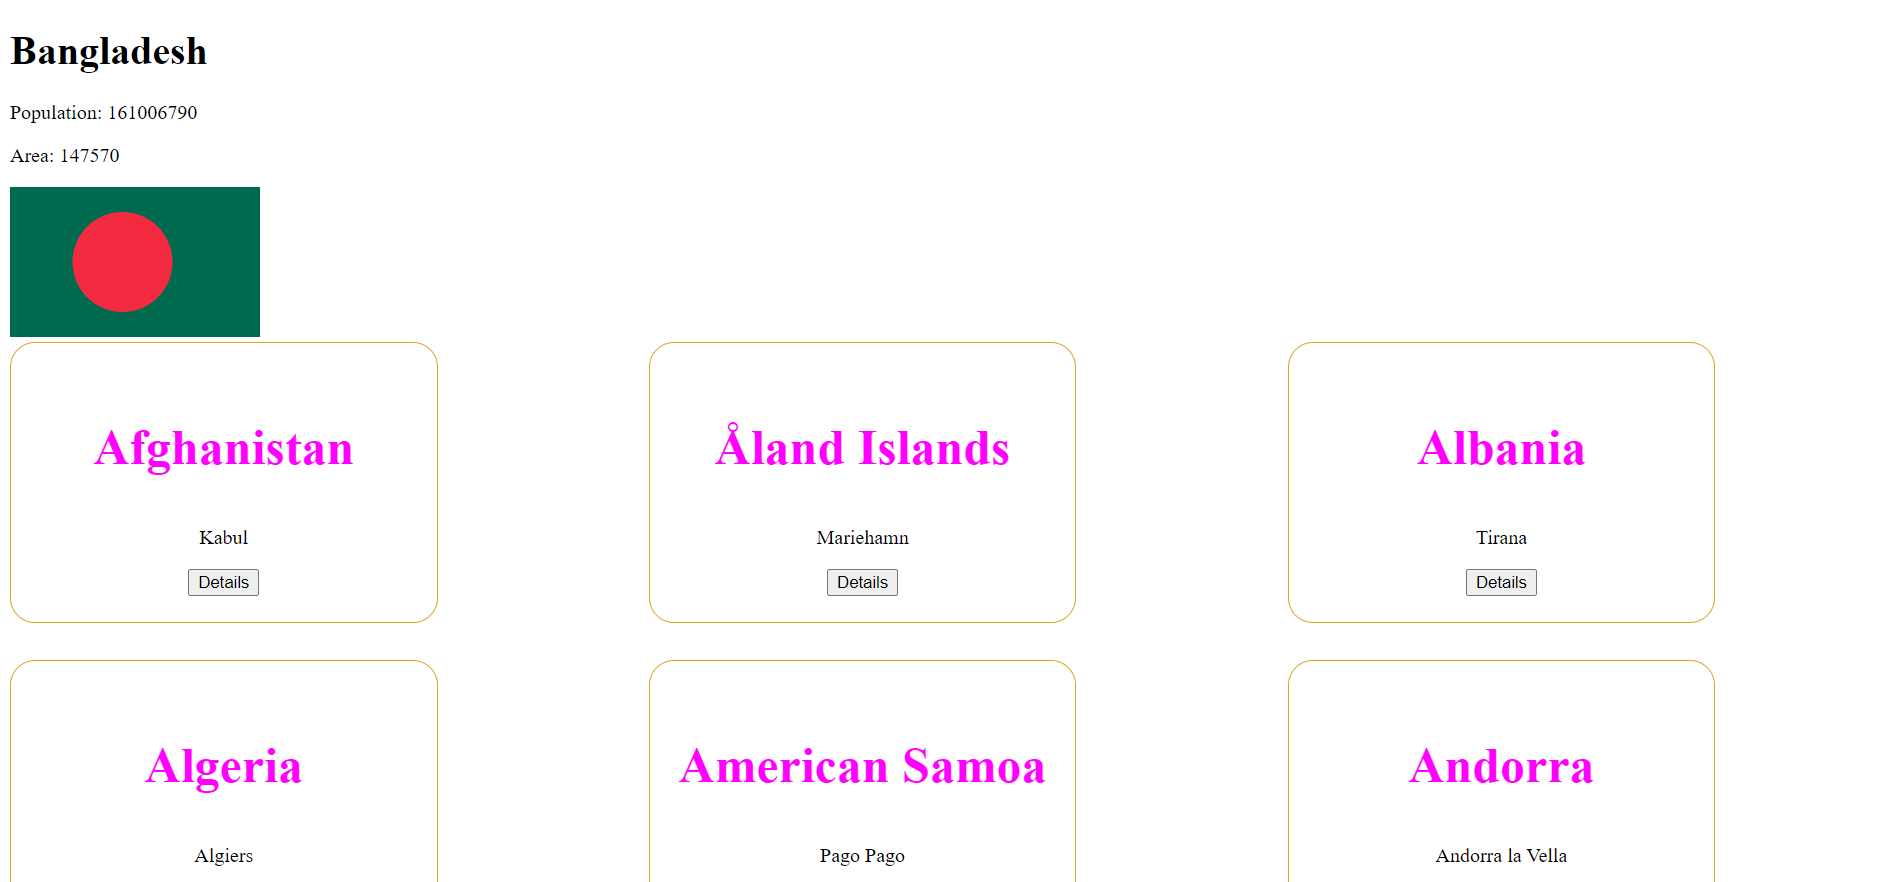 Bangladesh
Population: 161006790
Area: 147570
Afghanistan
Kabul
Details
Åland Islands
Mariehamn
Details
Albania
Tirana
Details
Algeria
Algiers
American Samoa
Pago Pago
Andorra
Andorra la Vella